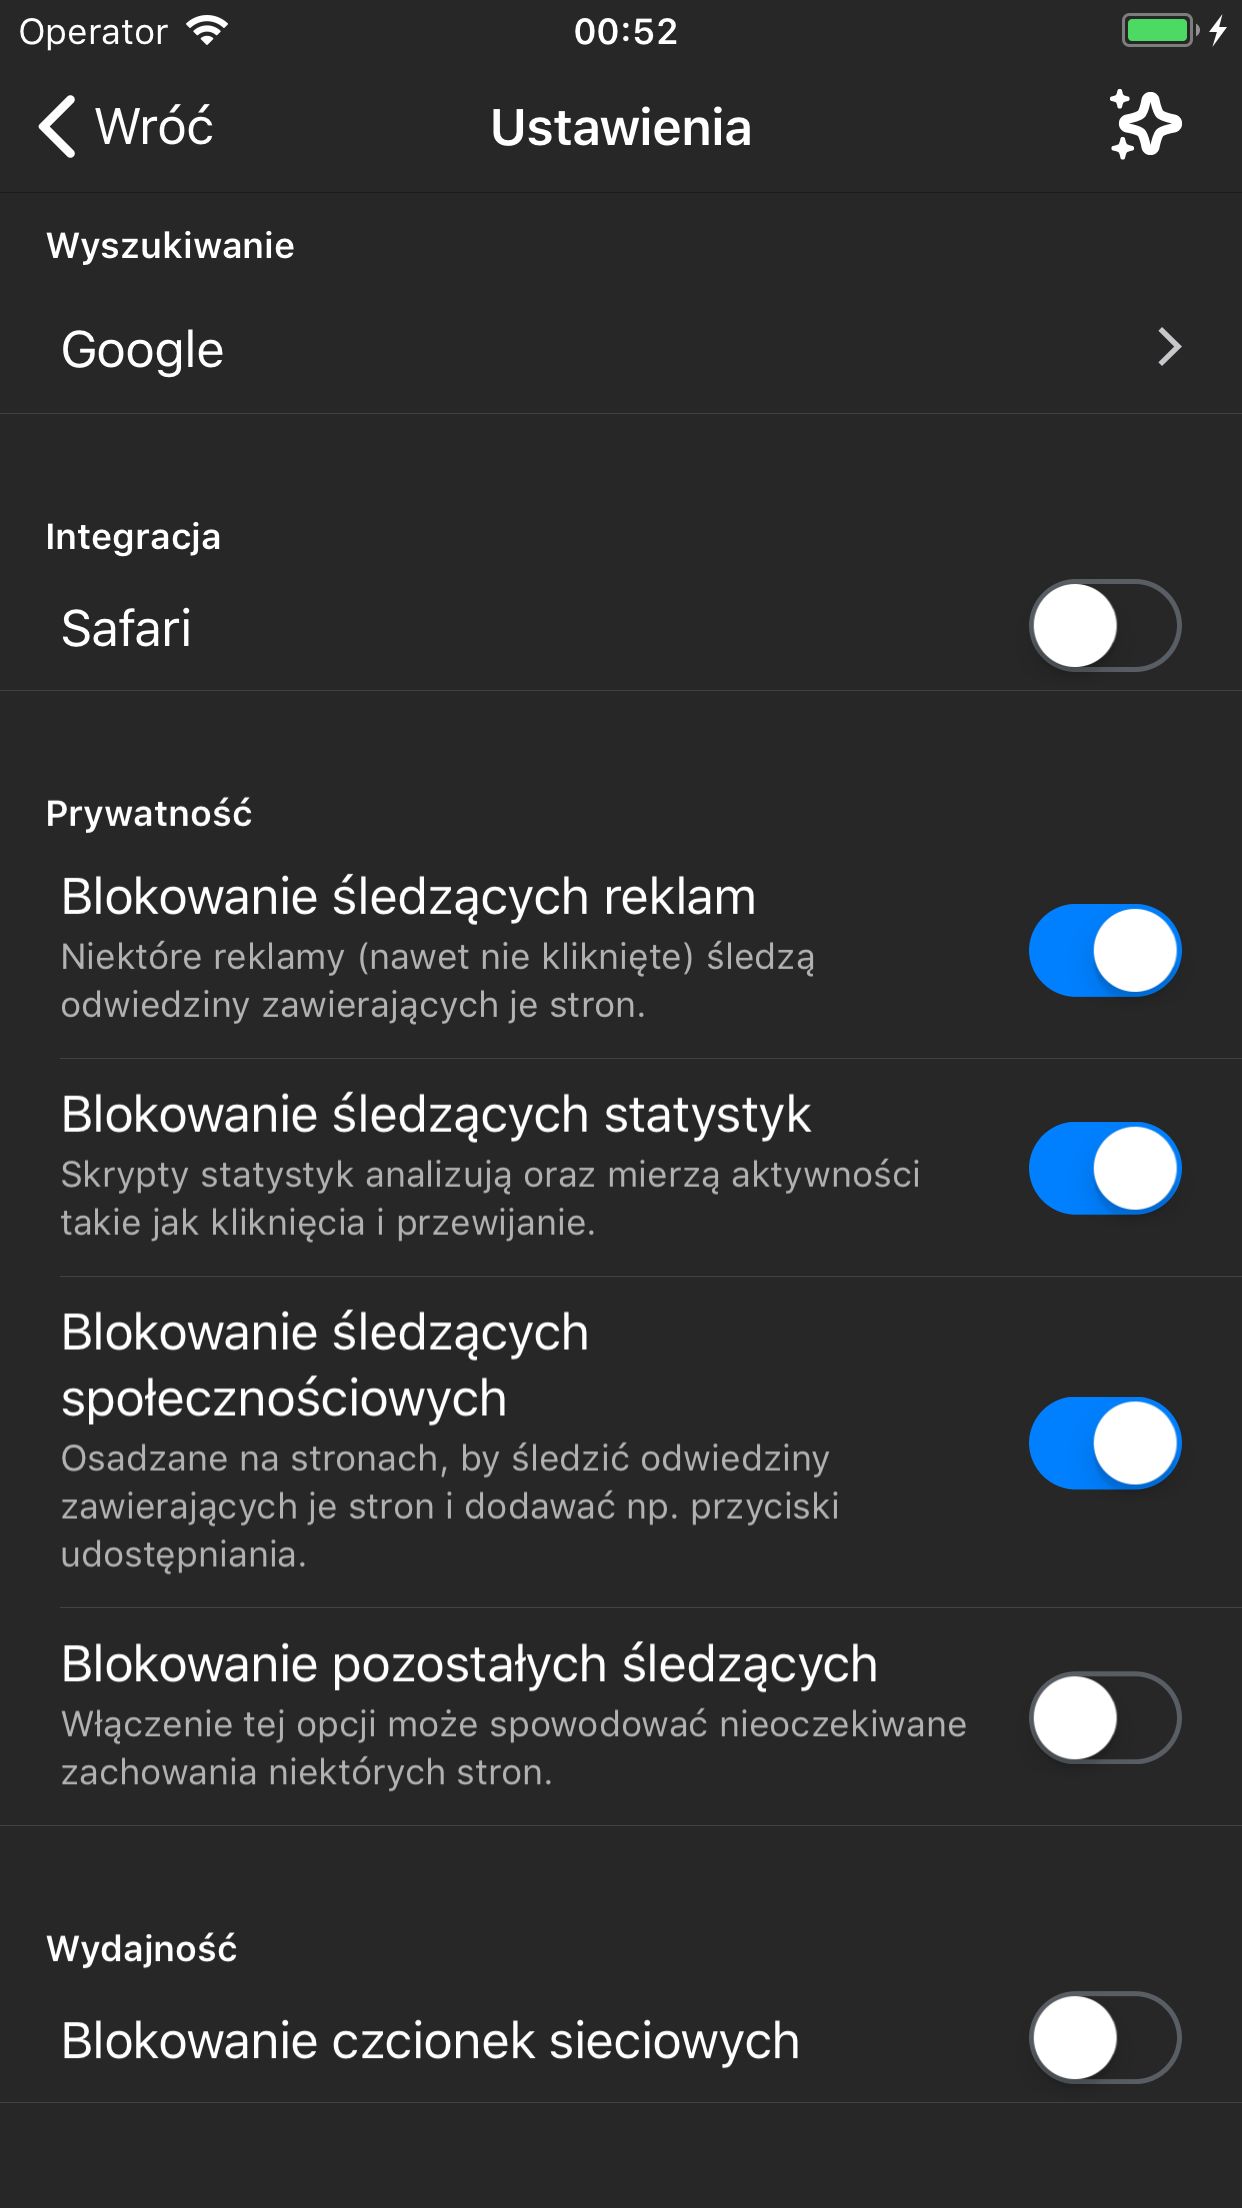 Operator
00:52
Wróć
Ustawienia
Wyszukiwanie
Google
Integracja
Safari
Prywatność
Blokowanie śledzących reklam
Niektóre reklamy (nawet nie kliknięte) śledzą
odwiedziny zawierających je stron.
Blokowanie śledzących statystyk
Skrypty statystyk analizują oraz mierzą aktywności
takie jak kliknięcia i przewijanie.
Blokowanie śledzących
społecznościowych
Osadzane na stronach, by śledzić odwiedziny
zawierających je stron i dodawać np. przyciski
udostępniania.
Blokowanie pozostałych śledzących
Włączenie tej opcji może spowodować nieoczekiwane
zachowania niektórych stron.
Wydajność
Blokowanie czcionek sieciowych